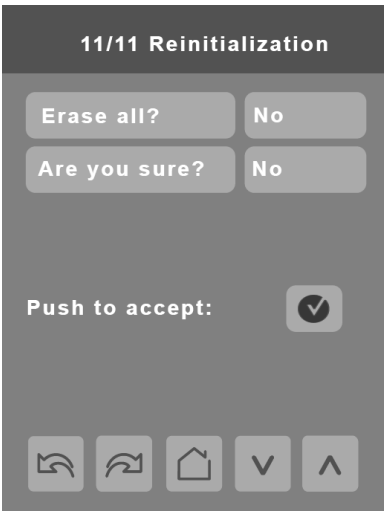 11/11 Reinitialization
Erase all? No
Are you sure? No
Push to accept: